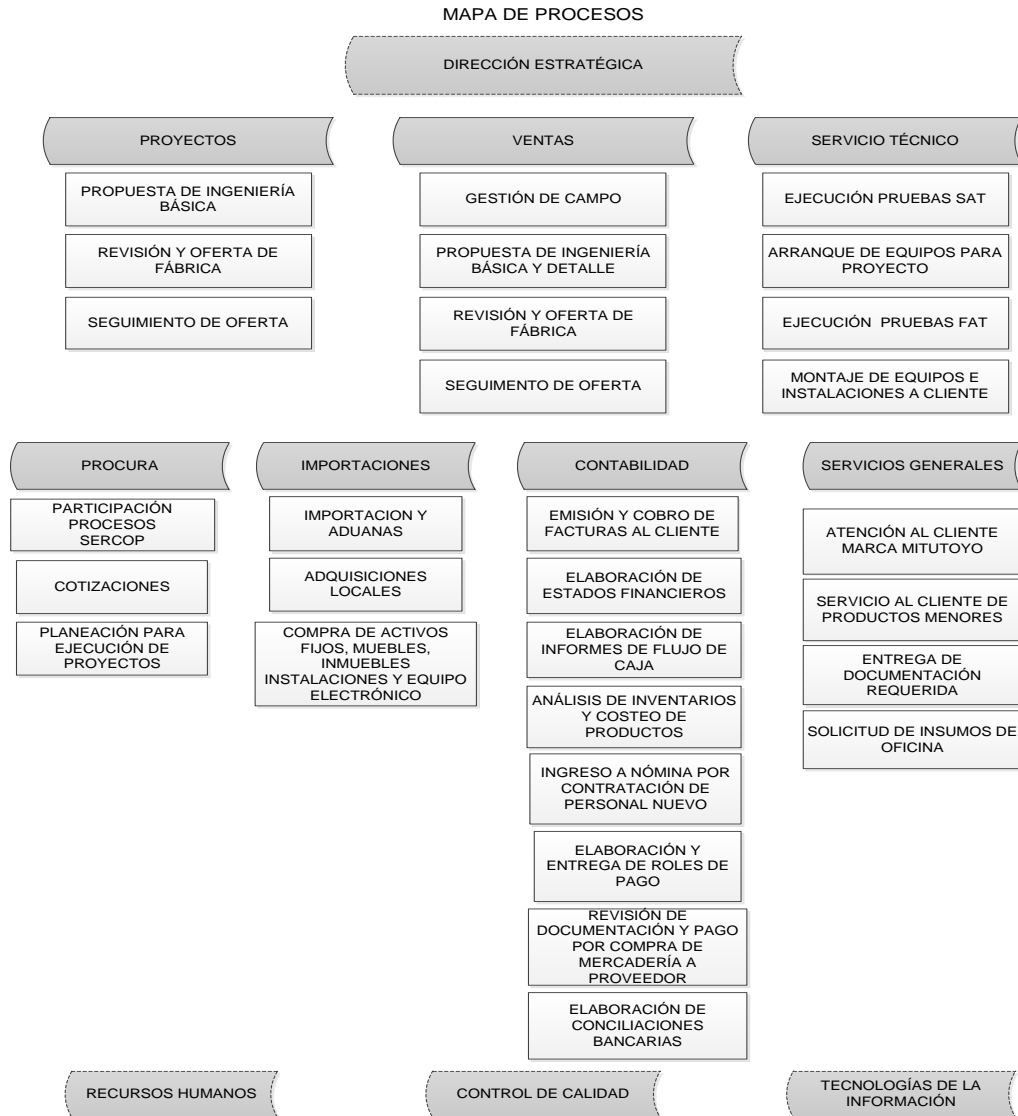 MAPA DE PROCESOS
DIRECCIÓN ESTRATÉGICA
PROYECTOS
PROPUESTA DE INGENIERÍA
BÁSICA
REVISIÓN Y OFERTA DE
FÁBRICA
SEGUIMIENTO DE OFERTA
VENTAS
GESTIÓN DE CAMPO
PROPUESTA DE INGENIERÍA
BÁSICA Y DETALLE
REVISIÓN Y OFERTA DE
FÁBRICA
SEGUIMENTO DE OFERTA
SERVICIO TÉCNICO
EJECUCIÓN PRUEBAS SAT
ARRANQUE DE EQUIPOS PARA
PROYECTO
EJECUCIÓN PRUEBAS FAT
MONTAJE DE EQUIPOS E
INSTALACIONES A CLIENTE
PROCURA
PARTICIPACIÓN
PROCESOS
SERCOP
COTIZACIONES
PLANEACIÓN PARA
EJECUCIÓN DE
PROYECTOS
IMPORTACIONES
IMPORTACION Y
ADUANAS
ADQUISICIONES
LOCALES
COMPRA DE ACTIVOS
FIJOS, MUEBLES,
INMUEBLES
INSTALACIONES Y EQUIPO
ELECTRÓNICO
CONTABILIDAD
EMISIÓN Y COBRO DE
FACTURAS AL CLIENTE
ELABORACIÓN DE
ESTADOS FINANCIEROS
ELABORACIÓN DE
INFORMES DE FLUJO DE
CAJA
ANÁLISIS DE INVENTARIOS
Y COSTEO DE
PRODUCTOS
INGRESO A NÓMINA POR
CONTRATACIÓN DE
PERSONAL NUEVO
ELABORACIÓN Y
ENTREGA DE ROLES DE
PAGO
REVISIÓN DE
DOCUMENTACIÓN Y PAGO
POR COMPRA DE
MERCADERÍA A
PROVEEDOR
ELABORACIÓN DE
CONCILIACIONES
BANCARIAS
SERVICIOS GENERALES
ATENCIÓN AL CLIENTE
MARCA MITUTOYO
SERVICIO AL CLIENTE DE
PRODUCTOS MENORES
ENTREGA DE
DOCUMENTACIÓN
REQUERIDA
SOLICITUD DE INSUMOS DE
OFICINA
RECURSOS HUMANOS
CONTROL DE CALIDAD
TECNOLOGÍAS DE LA
INFORMACIÓN